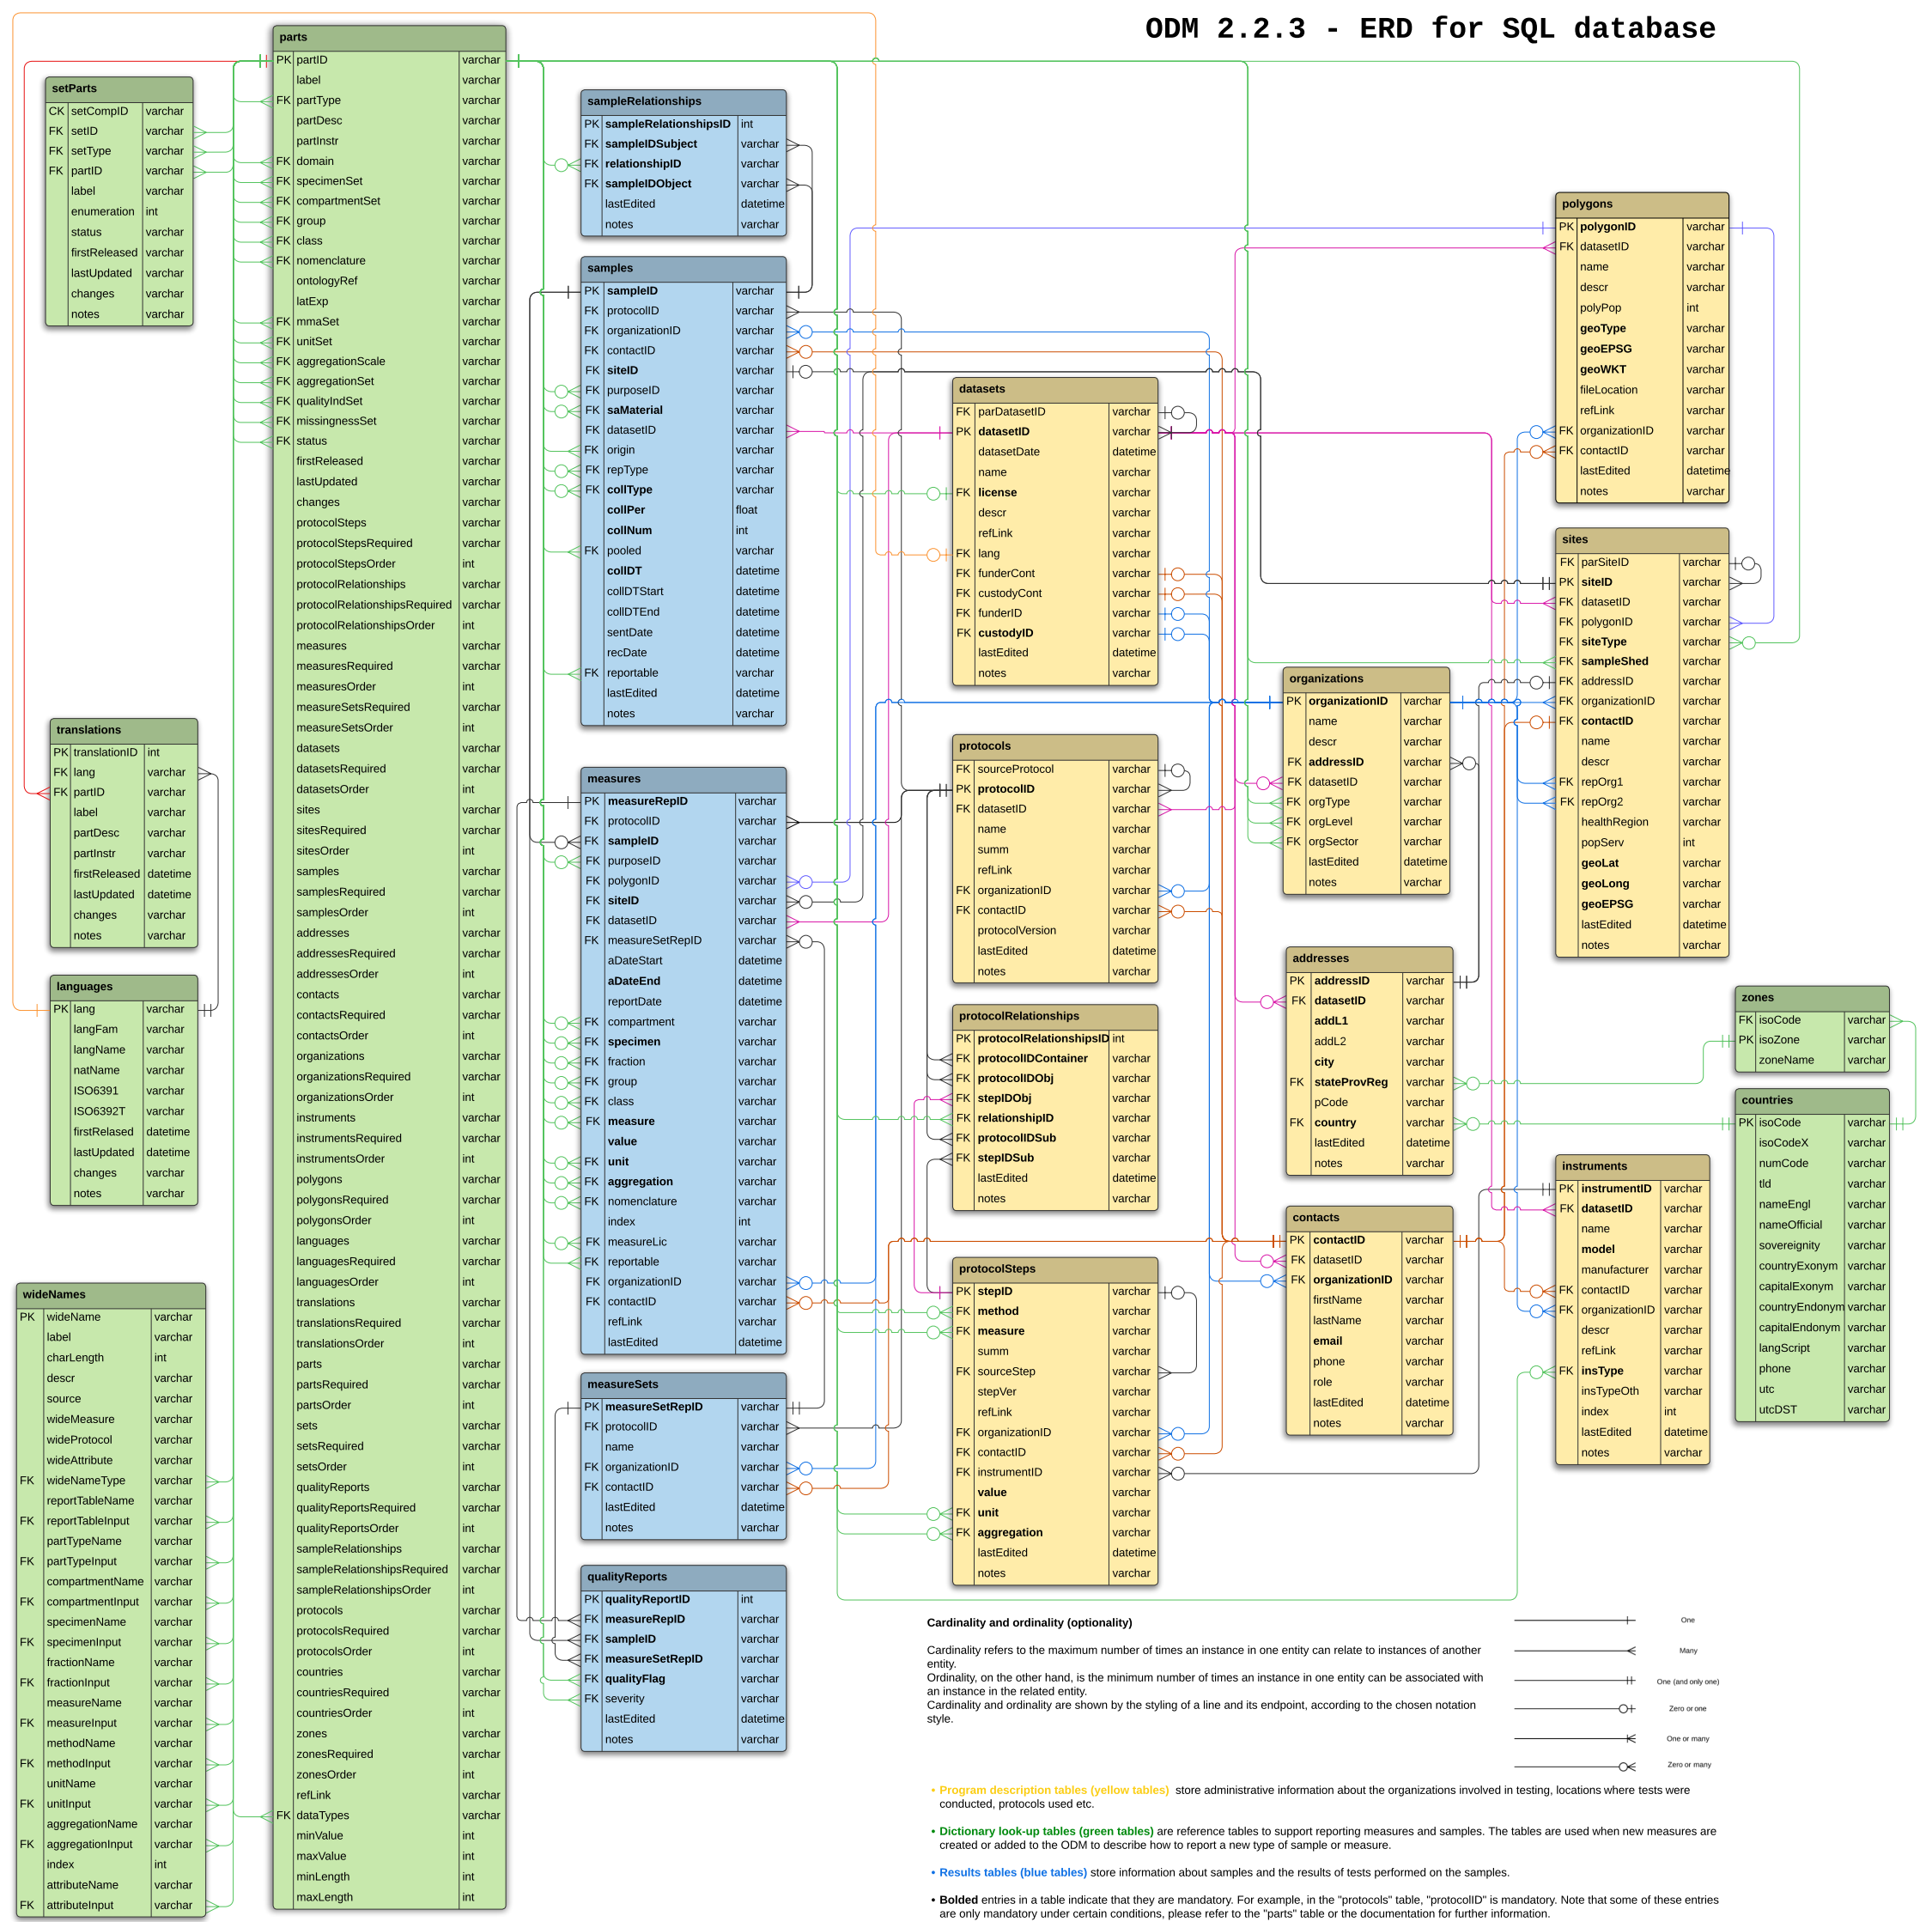 ODM 2.2.3 - ERD for SQL database
setParts
CK setCompID varchar
FK setID varchar
FK setType varchar
FK partID varchar
label varchar
enumeration int
status varchar
firstReleased varchar
lastUpdated varchar
changes varchar
notes varchar
translations
PK translationID int
FK lang varchar
FK partID varchar
label varchar
partDesc varchar
partInstr varchar
firstReleased datetime
lastUpdated datetime
changes varchar
notes varchar
languages
PK lang varchar
langFam varchar
langName varchar
natName varchar
ISO6391 varchar
ISO6392T varchar
firstRelased datetime
lastUpdated datetime
changes varchar
notes varchar
wideNames
PK wideName varchar
label varchar
charLength int
descr varchar
source varchar
wideMeasure varchar
wideProtocol varchar
wideAttribute varchar
FK wideNameType varchar
reportTableName varchar
FK reportTableInput varchar
partTypeName varchar
FK partTypeInput varchar
compartmentName varchar
FK compartmentInput varchar
specimenName varchar
FK specimenInput varchar
fractionName varchar
FK fractionInput varchar
measureName varchar
FK measureInput varchar
methodName varchar
FK methodInput varchar
unitName varchar
FK unitInput varchar
aggregationName varchar
FK aggregationInput varchar
index int
attributeName varchar
FK attributeInput varchar
parts
PK partID varchar
label varchar
FK partType varchar
partDesc varchar
partInstr varchar
FK domain varchar
FK specimenSet varchar
FK compartmentSet varchar
FK group varchar
FK class varchar
FK nomenclature varchar
ontologyRef varchar
latExp varchar
FK mmaSet varchar
FK unitSet varchar
FK aggregationScale varchar
FK aggregationSet varchar
FK qualityIndSet varchar
FK missingnessSet varchar
FK status varchar
firstReleased varchar
lastUpdated varchar
changes varchar
protocolSteps varchar
protocolStepsRequired varchar
protocolStepsOrder int
protocolRelationships varchar
protocolRelationshipsRequired varchar
protocolRelationshipsOrder int
measures varchar
measuresRequired varchar
measuresOrder int
measureSetsRequired varchar
measureSetsOrder int
datasets varchar
datasetsRequired varchar
datasetsOrder int
sites varchar
sitesRequired varchar
sitesOrder int
samples varchar
samplesRequired varchar
samplesOrder int
addresses varchar
addressesRequired varchar
addressesOrder int
contacts varchar
contactsRequired varchar
contactsOrder int
organizations varchar
organizationsRequired varchar
organizationsOrder int
instruments varchar
instrumentsRequired varchar
instrumentsOrder int
polygons varchar
polygonsRequired varchar
polygonsOrder int
languages varchar
languagesRequired varchar
languagesOrder int
translations varchar
translationsRequired varchar
translationsOrder int
parts varchar
partsRequired varchar
partsOrder int
sets varchar
setsRequired varchar
setsOrder int
qualityReports varchar
qualityReportsRequired varchar
qualityReportsOrder int
sampleRelationships varchar
sampleRelationshipsRequired varchar
sampleRelationshipsOrder int
protocols varchar
protocolsRequired varchar
protocolsOrder int
countries varchar
countriesRequired varchar
countriesOrder int
zones varchar
zonesRequired varchar
zonesOrder int
refLink varchar
FK dataTypes varchar
minValue int
maxValue int
minLength int
maxLength int
sampleRelationships
PK sampleRelationshipsID int
FK sampleIDSubject varchar
FK relationshipID varchar
FK sampleIDObject varchar
lastEdited datetime
notes varchar
samples
PK sampleID varchar
FK protocolID varchar
FK organizationID varchar
FK contactID varchar
FK siteID varchar
FK purposeID varchar
FK saMaterial varchar
FK datasetID varchar
FK origin varchar
FK repType varchar
FK collType varchar
collPer float
collNum int
FK pooled varchar
collDT datetime
collDTStart datetime
collDTEnd datetime
sentDate datetime
recDate datetime
FK reportable varchar
lastEdited datetime
notes varchar
measures
PK measureRepID varchar
FK protocolID varchar
FK sampleID varchar
FK purposeID varchar
FK polygonID varchar
FK siteID varchar
FK datasetID varchar
FK measureSetRepID varchar
aDateStart datetime
aDateEnd datetime
reportDate datetime
FK compartment varchar
FK specimen varchar
FK fraction varchar
FK group varchar
FK class varchar
FK measure varchar
value varchar
FK unit varchar
FK aggregation varchar
FK nomenclature varchar
index int
FK measureLic varchar
FK reportable varchar
FK organizationID varchar
FK contactID varchar
refLink varchar
lastEdited datetime
measureSets
PK measureSetRepID varchar
FK protocolID varchar
name varchar
FK organizationID varchar
FK contactID varchar
lastEdited datetime
notes varchar
qualityReports
PK qualityReportID int
FK measureRepID varchar
FK sampleID varchar
FK measureSetRepID varchar
FK qualityFlag varchar
FK severity varchar
lastEdited datetime
notes varchar
datasets
FK parDatasetID varchar
PK datasetID varchar
datasetDate datetime
name varchar
FK license varchar
descr varchar
refLink varchar
FK lang varchar
FK funderCont varchar
FK custodyCont varchar
FK funderID varchar
FK custodyID varchar
lastEdited datetime
notes varchar
protocols
FK sourceProtocol varchar
PK protocolID varchar
FK datasetID varchar
name varchar
summ varchar
refLink varchar
FK organizationID varchar
FK contactID varchar
protocolVersion varchar
lastEdited datetime
notes varchar
protocolRelationships
PK protocolRelationshipsID int
FK protocolIDContainer varchar
FK protocolIDObj varchar
FK stepIDObj varchar
FK relationshipID varchar
FK protocolIDSub varchar
FK stepIDSub varchar
lastEdited datetime
notes varchar
protocolSteps
PK stepID varchar
FK method varchar
FK measure varchar
summ varchar
FK sourceStep varchar
stepVer varchar
refLink varchar
FK organizationID varchar
FK contactID varchar
FK instrumentID varchar
value varchar
FK unit varchar
FK aggregation varchar
lastEdited datetime
notes varchar
organizations
PK organizationID varchar
name varchar
descr varchar
FK addressID varchar
FK datasetID varchar
FK orgType varchar
FK orgLevel varchar
FK orgSector varchar
lastEdited datetime
notes varchar
addresses
PK addressID varchar
FK datasetID varchar
addL1 varchar
addL2 varchar
city varchar
FK stateProvReg varchar
pCode varchar
FK country varchar
lastEdited datetime
notes varchar
contacts
PK contactID varchar
FK datasetID varchar
FK organizationID varchar
firstName varchar
lastName varchar
email varchar
phone varchar
role varchar
lastEdited datetime
notes varchar
polygons
PK polygonID varchar
FK datasetID varchar
name varchar
descr varchar
polyPop int
geoType varchar
geoEPSG varchar
geoWKT varchar
fileLocation varchar
refLink varchar
FK organizationID varchar
FK contactID varchar
lastEdited datetime
notes varchar
sites
FK parSiteID varchar
PK siteID varchar
FK datasetID varchar
FK polygonID varchar
FK siteType varchar
FK sampleShed varchar
FK addressID varchar
FK organizationID varchar
FK contactID varchar
name varchar
descr varchar
FK repOrg1 varchar
FK repOrg2 varchar
healthRegion varchar
popServ int
geoLat varchar
geoLong varchar
geoEPSG varchar
lastEdited datetime
notes varchar
instruments
PK instrumentID varchar
FK datasetID varchar
name varchar
model varchar
manufacturer varchar
FK contactID varchar
FK organizationID varchar
descr varchar
refLink varchar
FK insType varchar
insTypeOth varchar
index int
lastEdited datetime
notes varchar
zones
FK isoCode varchar
PK isoZone varchar
zoneName varchar
countries
PK isoCode varchar
isoCodeX varchar
numCode varchar
tld varchar
nameEngl varchar
nameOfficial varchar
sovereignity varchar
countryExonym varchar
capitalExonym varchar
countryEndonym varchar
capitalEndonym varchar
langScript varchar
phone varchar
utc varchar
utcDST varchar
Cardinality and ordinality (optionality)
Cardinality refers to the maximum number of times an instance in one entity can relate to instances of another
entity.
Ordinality, on the other hand, is the minimum number of times an instance in one entity can be associated with
an instance in the related entity.
Cardinality and ordinality are shown by the styling of a line and its endpoint, according to the chosen notation
style.
One
Many
One (and only one)
Zero or one
One or many
Zero or many
• Program description tables (yellow tables) store administrative information about the organizations involved in testing, locations where tests were
conducted, protocols used etc.
• Dictionary look-up tables (green tables) are reference tables to support reporting measures and samples. The tables are used when new measures are
created or added to the ODM to describe how to report a new type of sample or measure.
• Results tables (blue tables) store information about samples and the results of tests performed on the samples.
• Bolded entries in a table indicate that they are mandatory. For example, in the "protocols" table, "protocolID" is mandatory. Note that some of these entries
are only mandatory under certain conditions, please refer to the "parts" table or the documentation for further information.